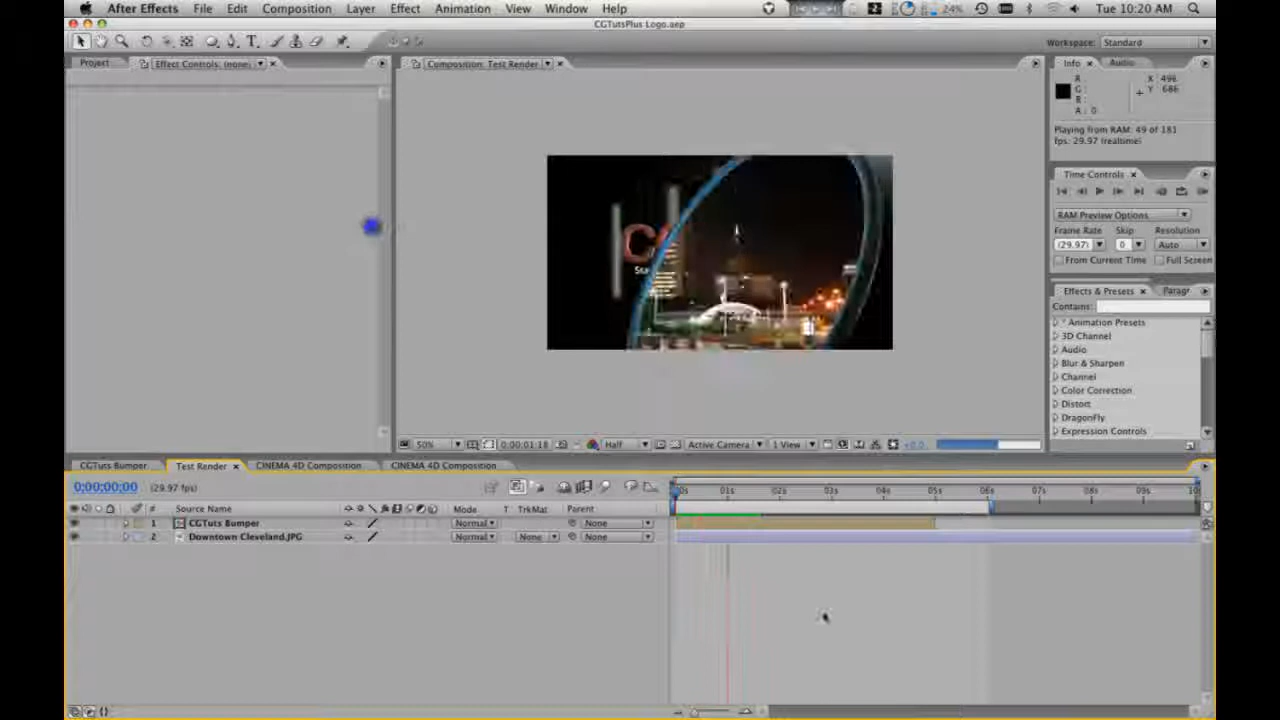 After Effects File Edit Composition Layer Effect Animation View Window Help 2 24% Tue 10:20 AM
CGTutsPlus Logo.aep
T Workspace: Standard
Project Effect Controls: (none) Composition: Test Render Info Audio
R : X : 496
G : Y : 686
B :
A : 0
Playing from RAM: 49 of 181
fps: 29.97 (realtime)
Time Controls
RAM Preview Options
Frame Rate Skip Resolution
(29.97) 0 Auto
From Current Time Full Screen
Effects & Presets Paragr
Contains:
* Animation Presets
3D Channel
Audio
Blur & Sharpen
Channel
Color Correction
Distort
DragonFly
Expression Controls
50% 0:00:01:18 Half Active Camera 1 View +0.0
CGTuts Bumper Test Render CINEMA 4D Composition CINEMA 4D Composition
0;00;00;00 (29.97 fps)
01s 02s 03s 04s 05s 06s 07s 08s 09s 10s
# Source Name Mode T TrkMat Parent
1 CGTuts Bumper Normal None
2 Downtown Cleveland.JPG Normal None None